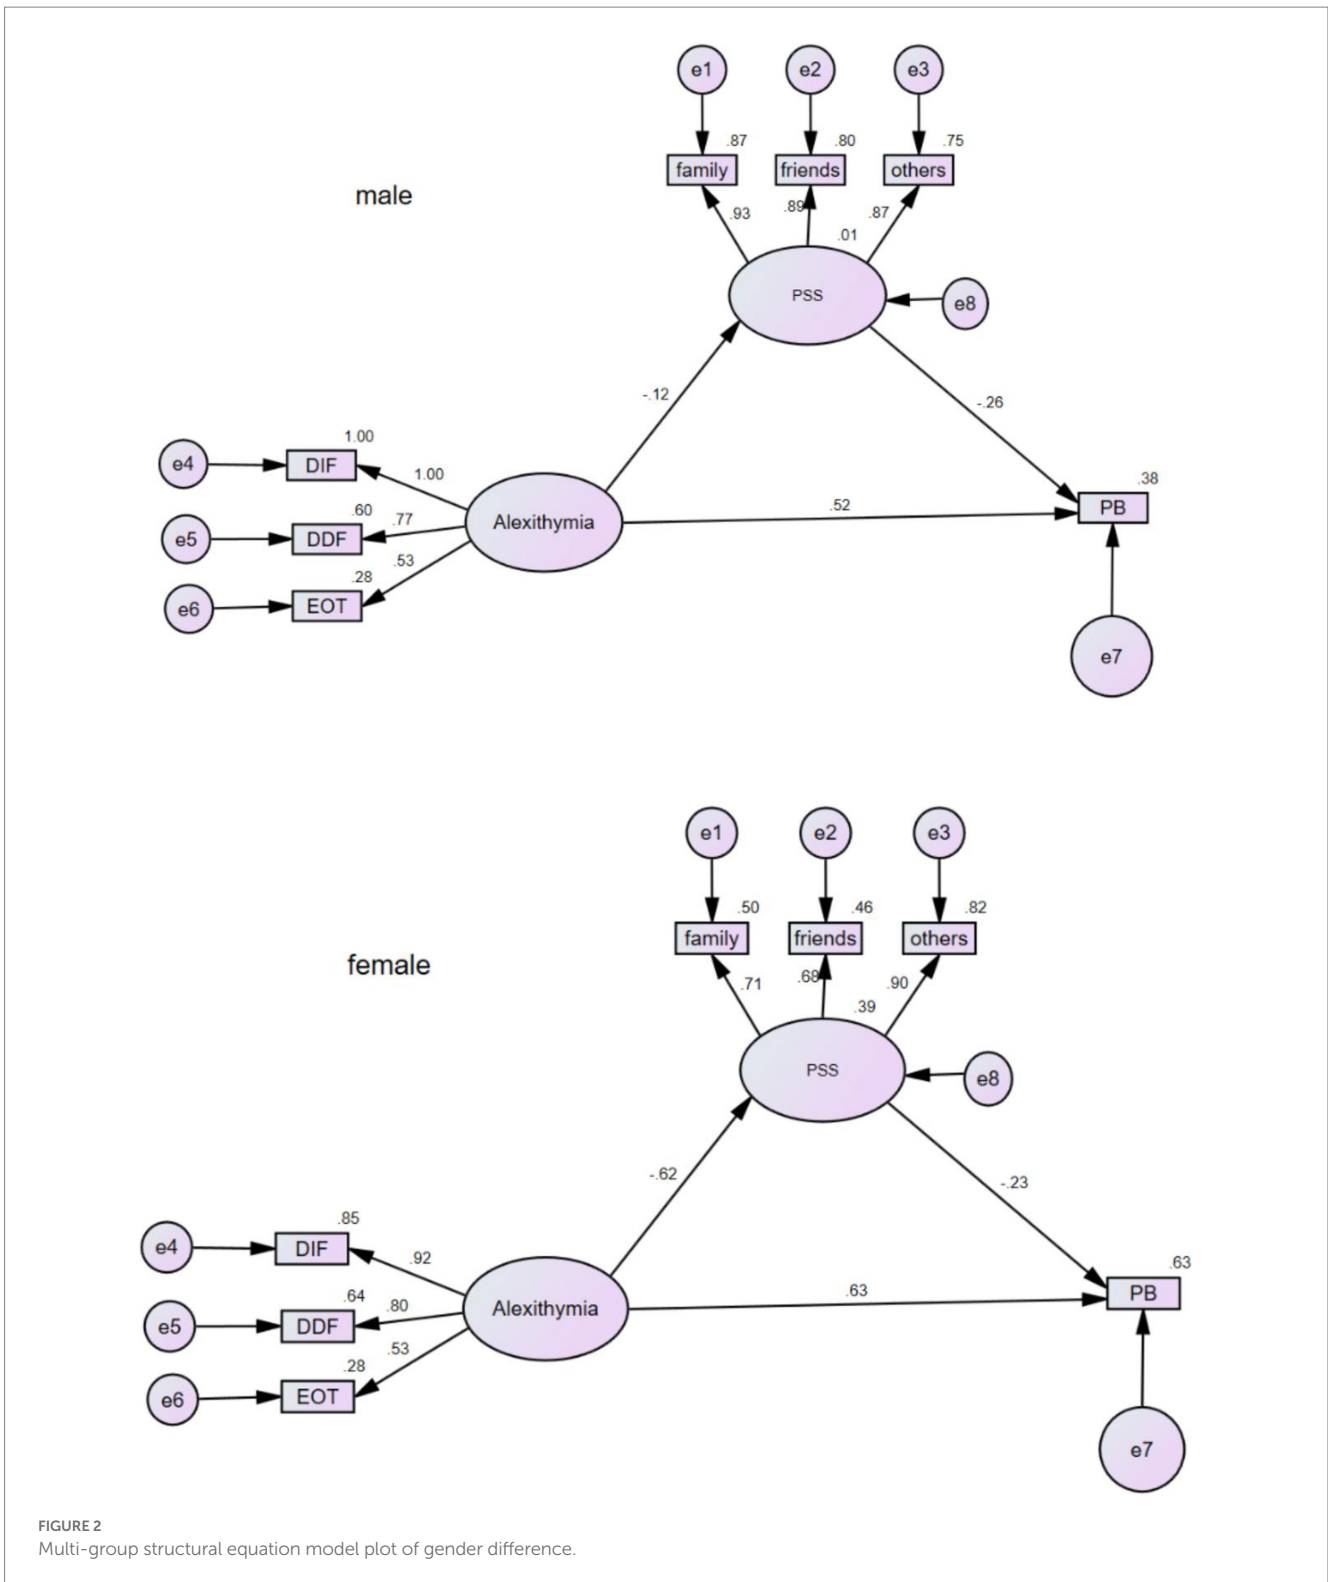 e1 e2 e3
.87 .80 .75
family friends others
male
.93 .89 .87
.01
PSS
e8
-.12
-.26
1.00
e4 DIF
1.00
.38
PB
.60
.77
.52
Alexithymia
e5 DDF
.53
.28
e6 EOT
e7
e1 e2 e3
.50 .46 .82
family friends others
female
.71 .68 .90
.39
PSS
e8
-.62
-.23
.85
e4 DIF
.92
.63
PB
.64
.80
.63
Alexithymia
e5 DDF
.53
.28
e6 EOT
e7
FIGURE 2
Multi-group structural equation model plot of gender difference.